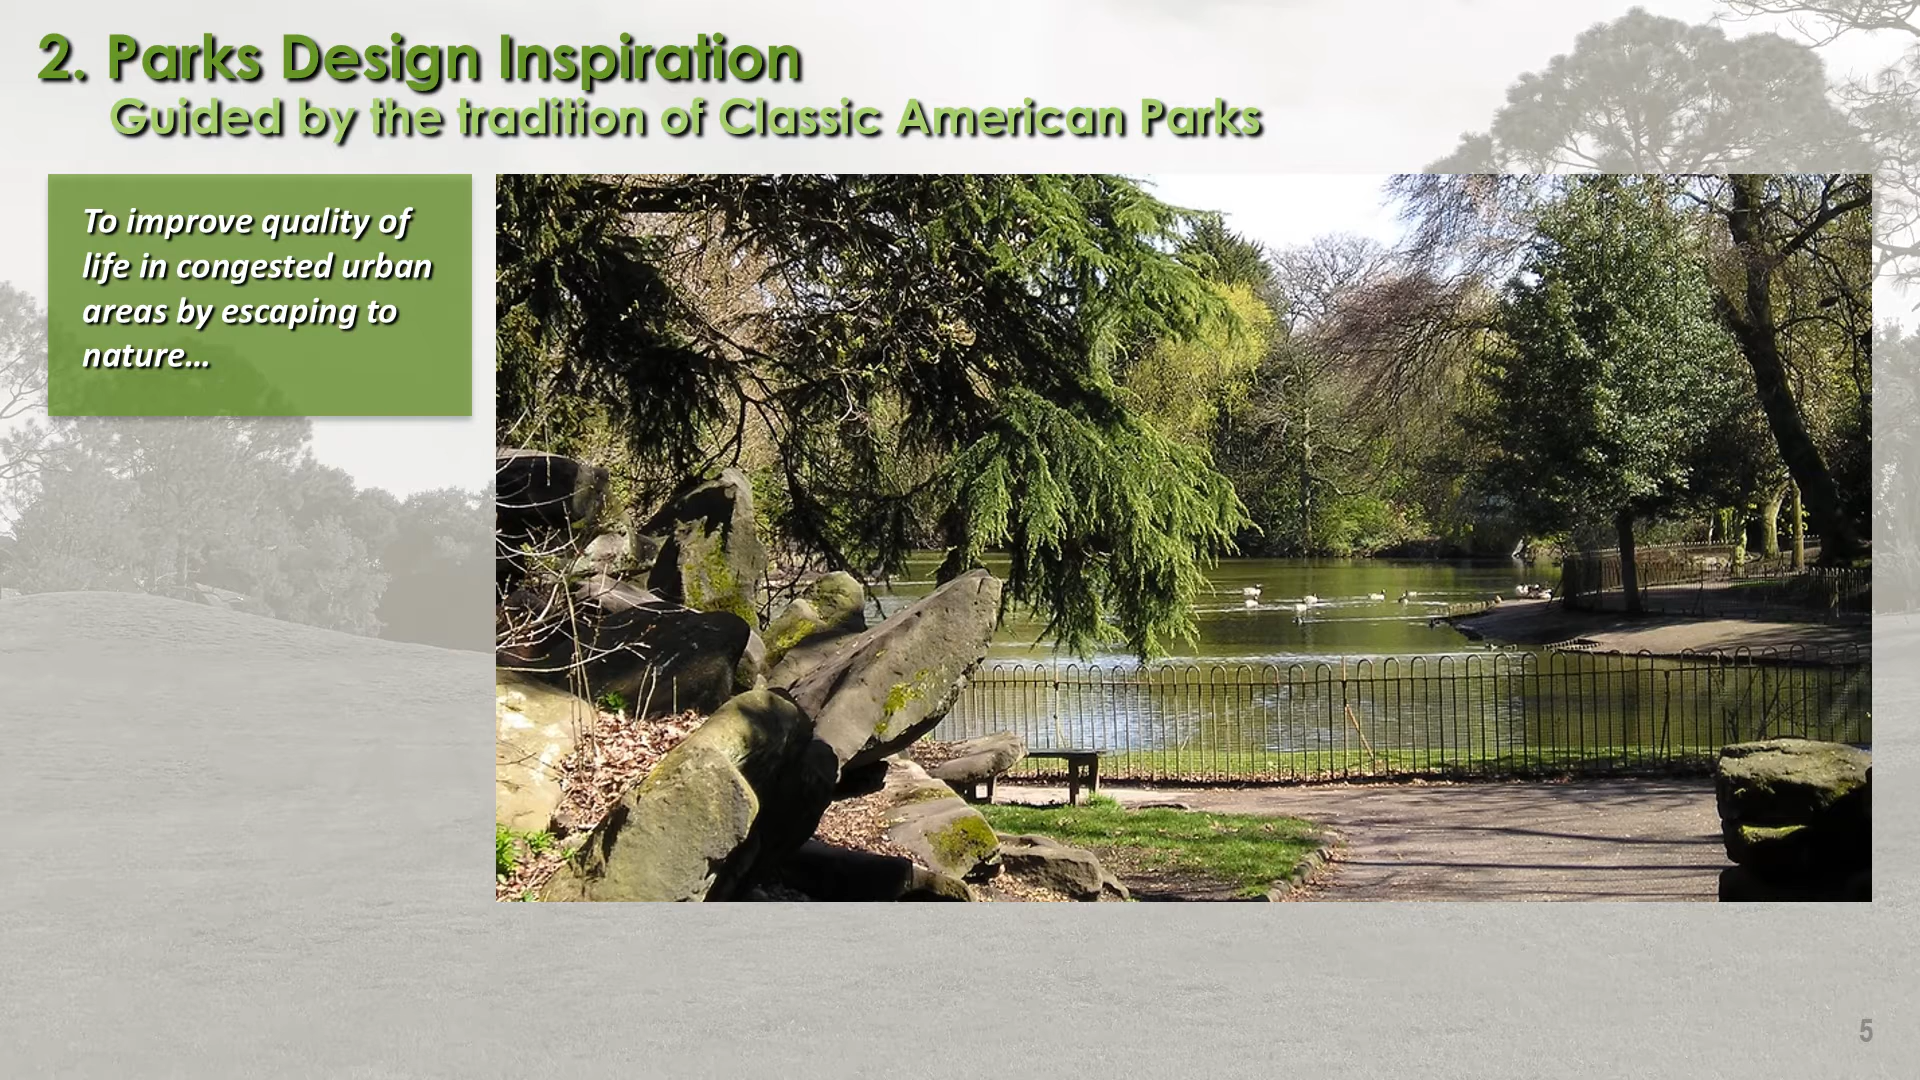 2. Parks Design Inspiration
Guided by the tradition of Classic American Parks
To improve quality of
life in congested urban
areas by escaping to
nature…
5